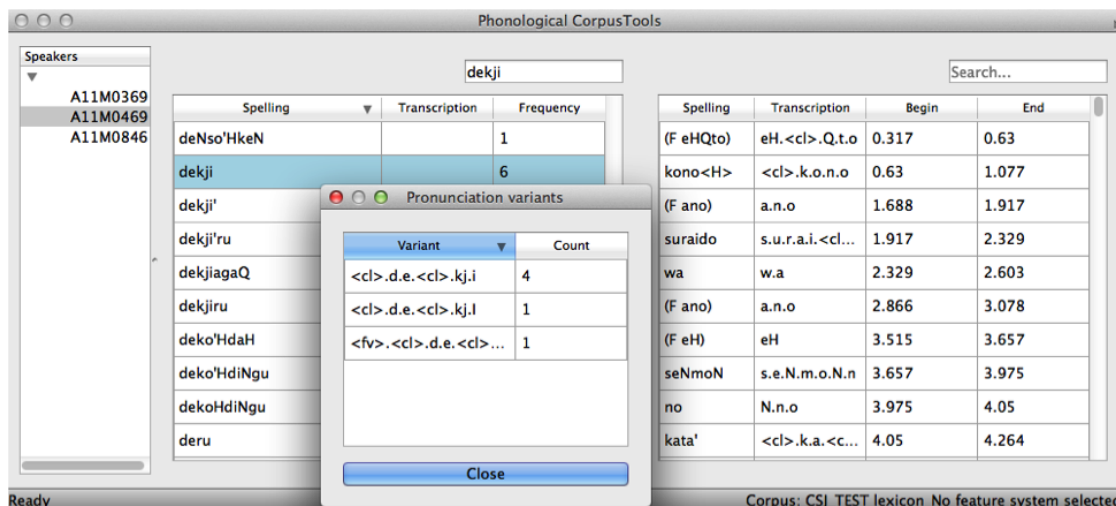 Phonological CorpusTools
Speakers
A11M0369
A11M0469
A11M0846
dekji
Spelling Transcription Frequency
deNso'HkeN 1
dekji 6
dekji'
dekji'ru
dekjiagaQ
dekjiru
deko'HdaH
deko'HdiNgu
dekoHdiNgu
deru
Pronunciation variants
Variant Count
<cl>.d.e.<cl>.kj.i 4
<cl>.d.e.<cl>.kj.I 1
<fv>.<cl>.d.e.<cl>... 1
Close
Search...
Spelling Transcription Begin End
(F eHQto) eH.<cl>.Q.t.o 0.317 0.63
kono<H> <cl>.k.o.n.o 0.63 1.077
(F ano) a.n.o 1.688 1.917
suraido s.u.r.a.i.<cl... 1.917 2.329
wa w.a 2.329 2.603
(F ano) a.n.o 2.866 3.078
(F eH) eH 3.515 3.657
seNmoN s.e.N.m.o.N.n 3.657 3.975
no N.n.o 3.975 4.05
kata' <cl>.k.a.<c... 4.05 4.264
Ready
Corpus: CSJ_TEST lexicon No feature system selected